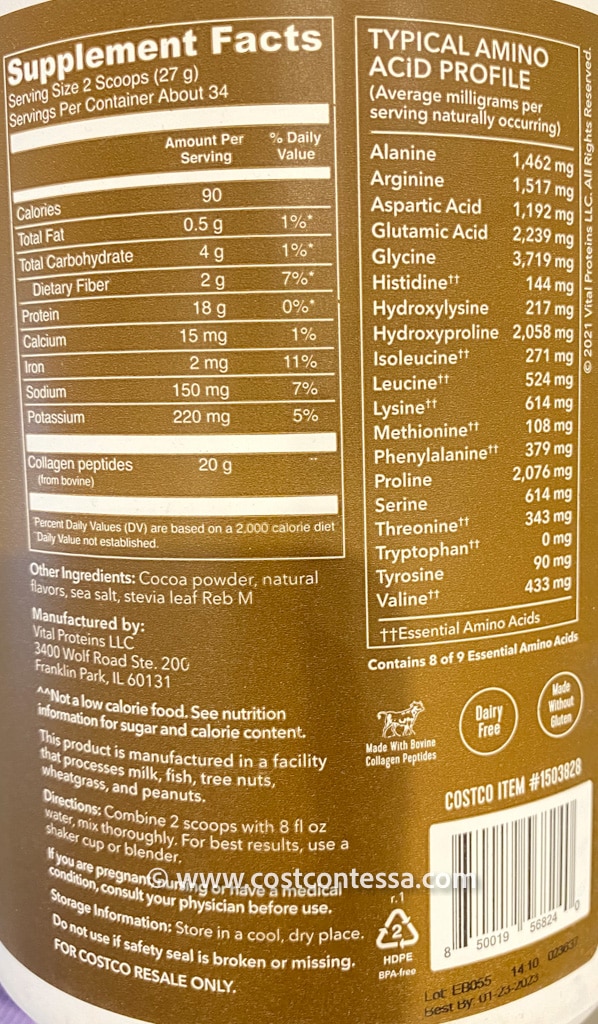 Supplement Facts
Serving Size 2 Scoops (27 g)
Servings Per Container About 34
Amount Per Serving % Daily Value
Calories 90
Total Fat 0.5 g 1%*
Total Carbohydrate 4 g 1%*
Dietary Fiber 2 g 7%*
Protein 18 g 0%*
Calcium 15 mg 1%
Iron 2 mg 11%
Sodium 150 mg 7%
Potassium 220 mg 5%
Collagen peptides 20 g **
(from bovine)
*Percent Daily Values (DV) are based on a 2,000 calorie diet
**Daily Value not established.
Other Ingredients: Cocoa powder, natural
flavors, sea salt, stevia leaf Reb M
Manufactured by:
Vital Proteins LLC
3400 Wolf Road Ste. 200
Franklin Park, IL 60131
^^Not a low calorie food. See nutrition
information for sugar and calorie content.
This product is manufactured in a facility
that processes milk, fish, tree nuts,
wheatgrass, and peanuts.
Directions: Combine 2 scoops with 8 fl oz
water, mix thoroughly. For best results, use a
shaker cup or blender.
If you are pregnant, nursing or have a medical
condition, consult your physician before use.
Storage Information: Store in a cool, dry place.
Do not use if safety seal is broken or missing.
FOR COSTCO RESALE ONLY.
TYPICAL AMINO
ACiD PROFILE
(Average milligrams per
serving naturally occurring)
Alanine 1,462 mg
Arginine 1,517 mg
Aspartic Acid 1,192 mg
Glutamic Acid 2,239 mg
Glycine 3,719 mg
Histidine†† 144 mg
Hydroxylysine 217 mg
Hydroxyproline 2,058 mg
Isoleucine†† 271 mg
Leucine†† 524 mg
Lysine†† 614 mg
Methionine†† 108 mg
Phenylalanine†† 379 mg
Proline 2,076 mg
Serine 614 mg
Threonine†† 343 mg
Tryptophan†† 0 mg
Tyrosine 90 mg
Valine†† 433 mg
††Essential Amino Acids
Contains 8 of 9 Essential Amino Acids
© 2021 Vital Proteins LLC. All Rights Reserved.
Made With Bovine
Collagen Peptides
Dairy
Free
Made
Without
Gluten
COSTCO ITEM #1503828
8 50019 56824 0
r.1
2
HDPE
BPA-free
Lot: EB055 14:10 023637
Best By: 01-23-2023
© www.costcontessa.com